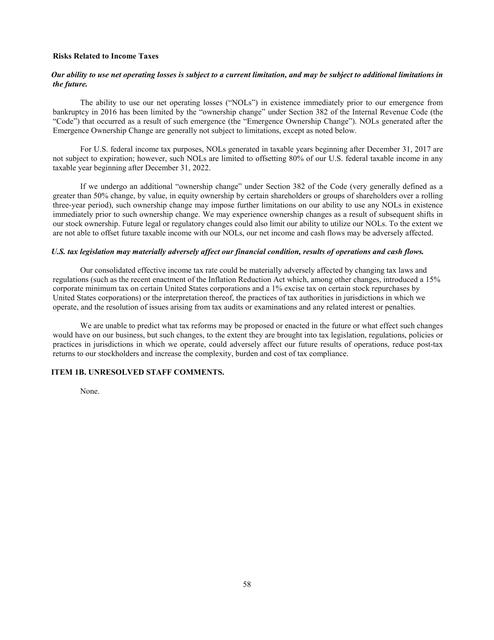 Risks Related to Income Taxes
Our ability to use net operating losses is subject to a current limitation, and may be subject to additional limitations in
the future.
The ability to use our net operating losses (“NOLs”) in existence immediately prior to our emergence from
bankruptcy in 2016 has been limited by the “ownership change” under Section 382 of the Internal Revenue Code (the
“Code”) that occurred as a result of such emergence (the “Emergence Ownership Change”). NOLs generated after the
Emergence Ownership Change are generally not subject to limitations, except as noted below.
For U.S. federal income tax purposes, NOLs generated in taxable years beginning after December 31, 2017 are
not subject to expiration; however, such NOLs are limited to offsetting 80% of our U.S. federal taxable income in any
taxable year beginning after December 31, 2022.
If we undergo an additional “ownership change” under Section 382 of the Code (very generally defined as a
greater than 50% change, by value, in equity ownership by certain shareholders or groups of shareholders over a rolling
three-year period), such ownership change may impose further limitations on our ability to use any NOLs in existence
immediately prior to such ownership change. We may experience ownership changes as a result of subsequent shifts in
our stock ownership. Future legal or regulatory changes could also limit our ability to utilize our NOLs. To the extent we
are not able to offset future taxable income with our NOLs, our net income and cash flows may be adversely affected.
U.S. tax legislation may materially adversely affect our financial condition, results of operations and cash flows.
Our consolidated effective income tax rate could be materially adversely affected by changing tax laws and
regulations (such as the recent enactment of the Inflation Reduction Act which, among other changes, introduced a 15%
corporate minimum tax on certain United States corporations and a 1% excise tax on certain stock repurchases by
United States corporations) or the interpretation thereof, the practices of tax authorities in jurisdictions in which we
operate, and the resolution of issues arising from tax audits or examinations and any related interest or penalties.
We are unable to predict what tax reforms may be proposed or enacted in the future or what effect such changes
would have on our business, but such changes, to the extent they are brought into tax legislation, regulations, policies or
practices in jurisdictions in which we operate, could adversely affect our future results of operations, reduce post-tax
returns to our stockholders and increase the complexity, burden and cost of tax compliance.
ITEM 1B. UNRESOLVED STAFF COMMENTS.
None.
58